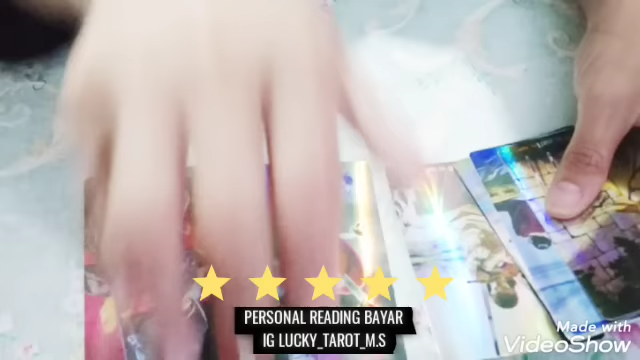 PERSONAL READING BAYAR
IG LUCKY_TAROT_M.S
Made with
VideoShow